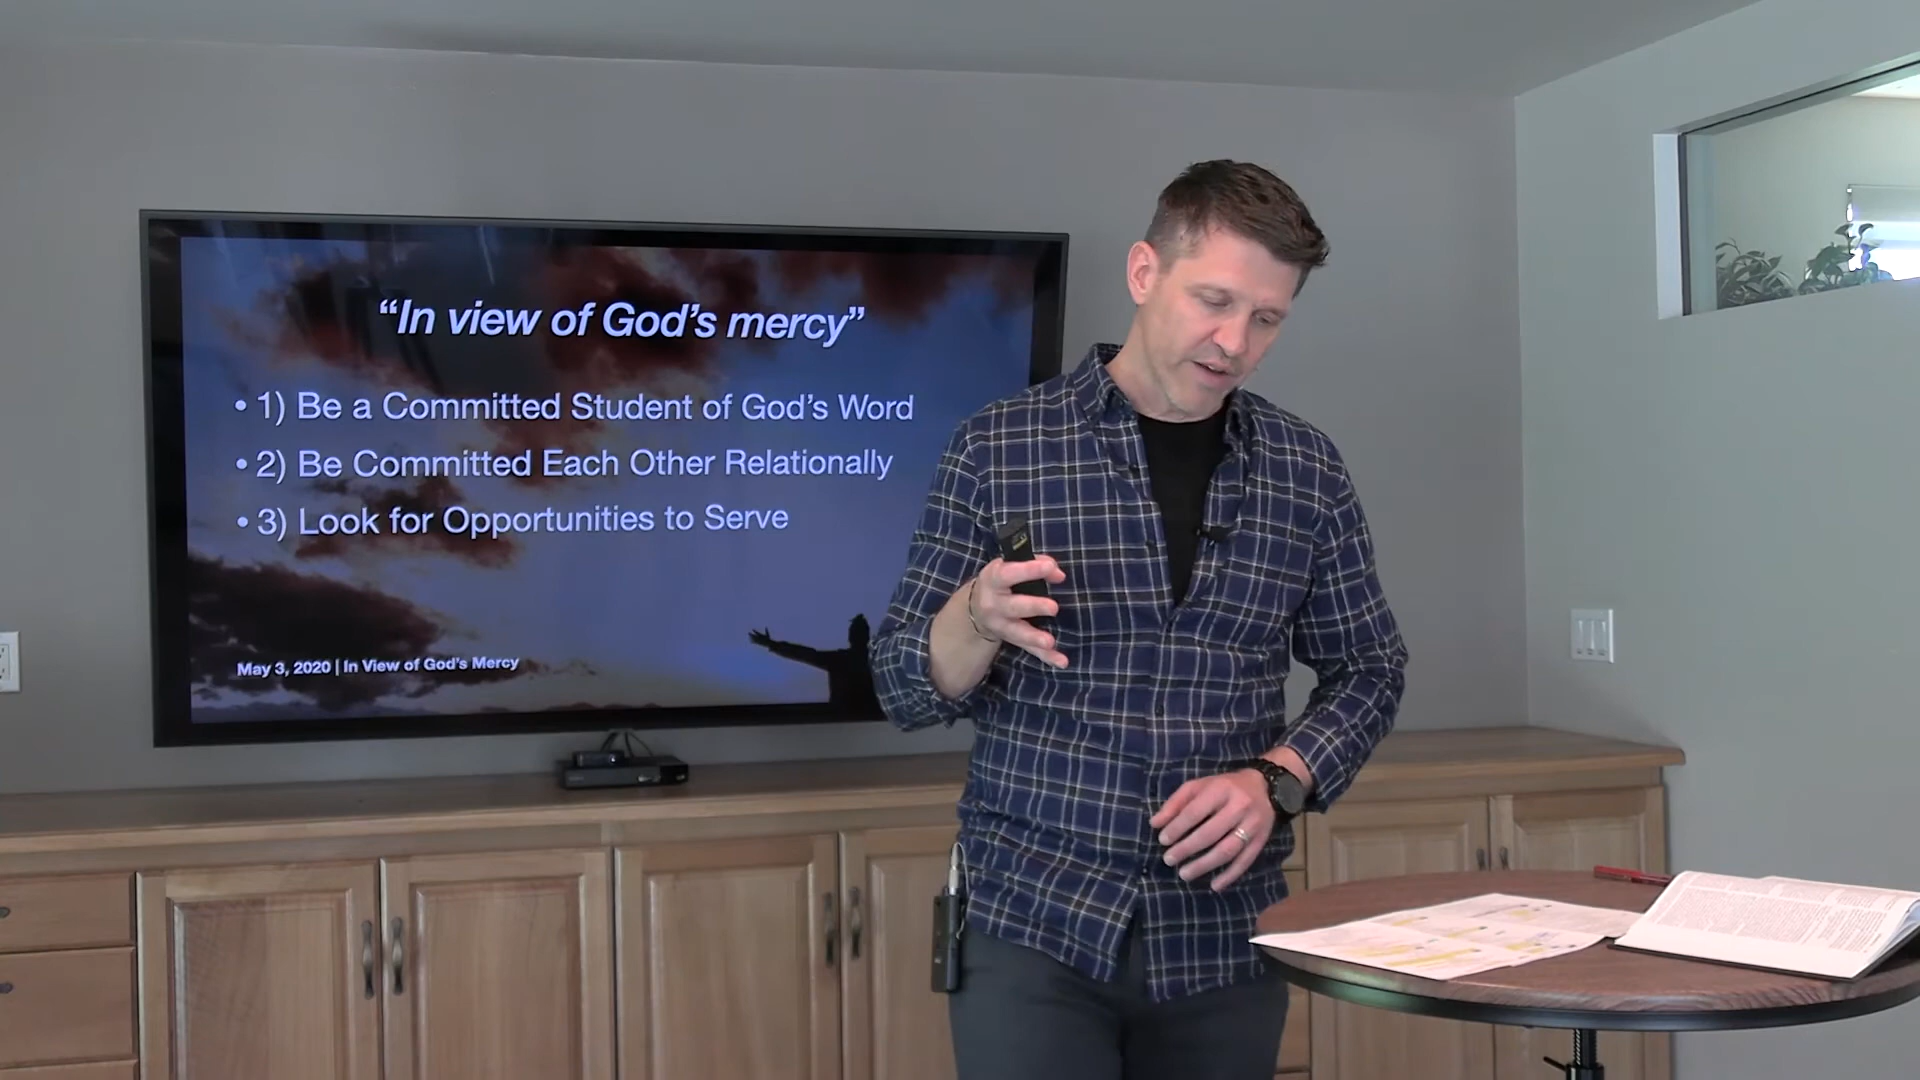 “In view of God’s mercy”
• 1) Be a Committed Student of God’s Word
• 2) Be Committed Each Other Relationally
• 3) Look for Opportunities to Serve
May 3, 2020 | In View of God’s Mercy